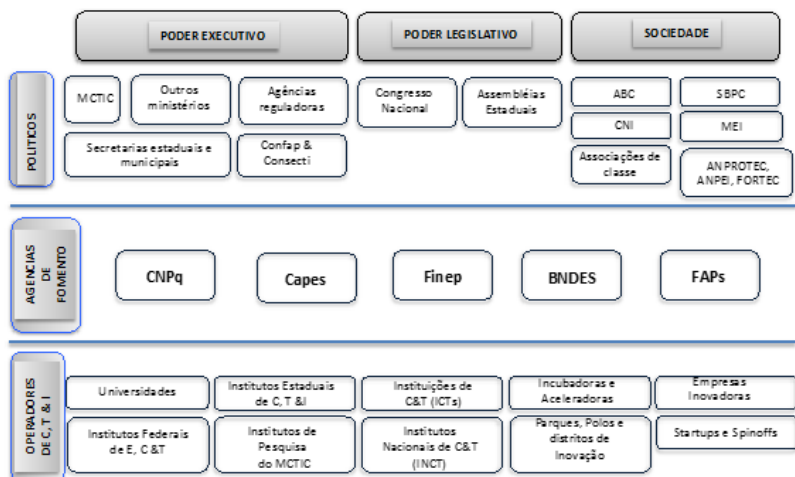 PODER EXECUTIVO
PODER LEGISLATIVO
SOCIEDADE
POLITICOS
MCTIC
Outros
ministérios
Agências
reguladoras
Congresso
Nacional
Assembléias
Estaduais
ABC
SBPC
CNI
MEI
Secretarias estaduais e
municipais
Confap &
Consecti
Associações de
classe
ANPROTEC,
ANPEI, FORTEC
AGENCIAS
DE
FOMENTO
CNPq
Capes
Finep
BNDES
FAPs
OPERADORES
DE C, T & I
Universidades
Institutos Estaduais
de C, T &I
Instituições de
C&T (ICTs)
Incubadoras e
Aceleradoras
Empresas
Inovadoras
Institutos Federais
de E, C &T
Institutos de
Pesquisa
do MCTIC
Institutos
Nacionais de C&T
(INCT)
Parques, Polos e
distritos de
Inovação
Startups e Spinoffs